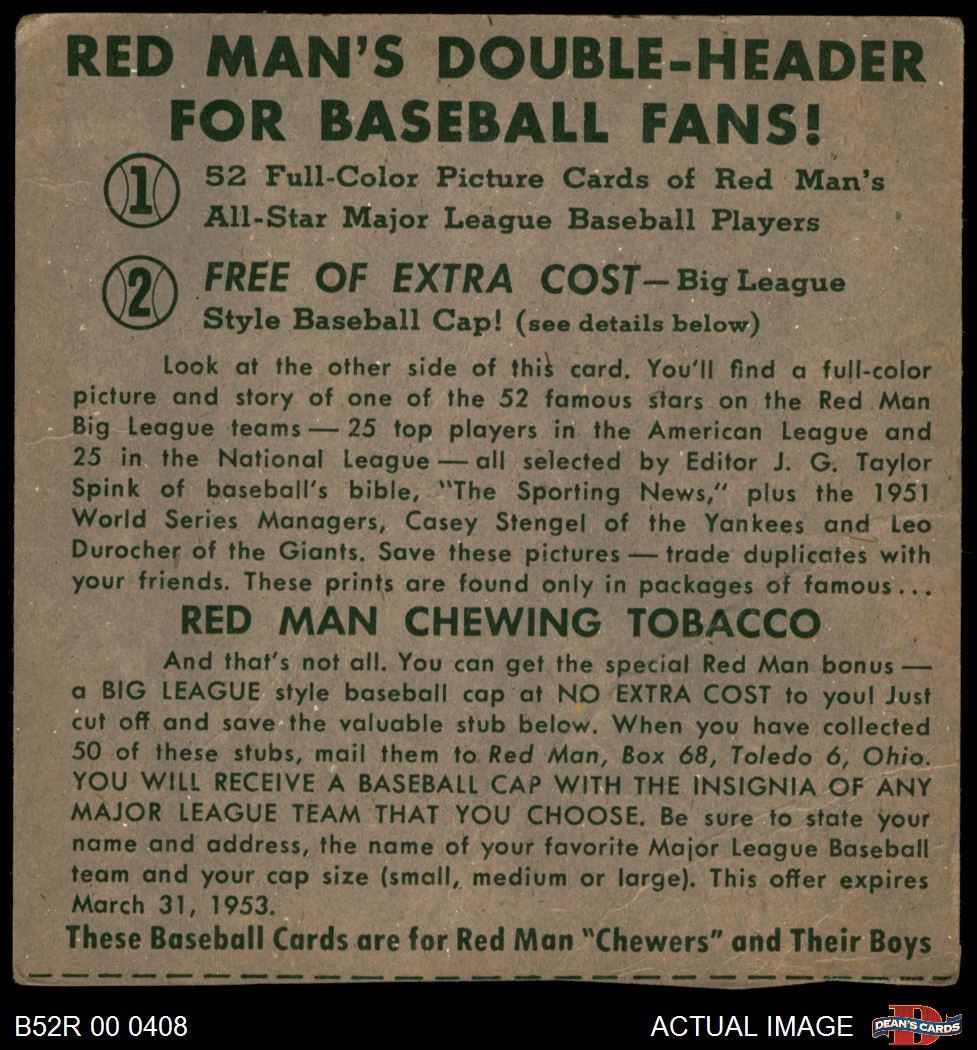 RED MAN'S DOUBLE-HEADER
FOR BASEBALL FANS!
1 52 Full-Color Picture Cards of Red Man's
All-Star Major League Baseball Players
2 FREE OF EXTRA COST—Big League
Style Baseball Cap! (see details below)
Look at the other side of this card. You'll find a full-color
picture and story of one of the 52 famous stars on the Red Man
Big League teams — 25 top players in the American League and
25 in the National League — all selected by Editor J. G. Taylor
Spink of baseball's bible, "The Sporting News," plus the 1951
World Series Managers, Casey Stengel of the Yankees and Leo
Durocher of the Giants. Save these pictures — trade duplicates with
your friends. These prints are found only in packages of famous...
RED MAN CHEWING TOBACCO
And that's not all. You can get the special Red Man bonus —
a BIG LEAGUE style baseball cap at NO EXTRA COST to you! Just
cut off and save the valuable stub below. When you have collected
50 of these stubs, mail them to Red Man, Box 68, Toledo 6, Ohio.
YOU WILL RECEIVE A BASEBALL CAP WITH THE INSIGNIA OF ANY
MAJOR LEAGUE TEAM THAT YOU CHOOSE. Be sure to state your
name and address, the name of your favorite Major League Baseball
team and your cap size (small, medium or large). This offer expires
March 31, 1953.
These Baseball Cards are for Red Man "Chewers" and Their Boys
B52R 00 0408
ACTUAL IMAGE
D
DEAN'S CARDS